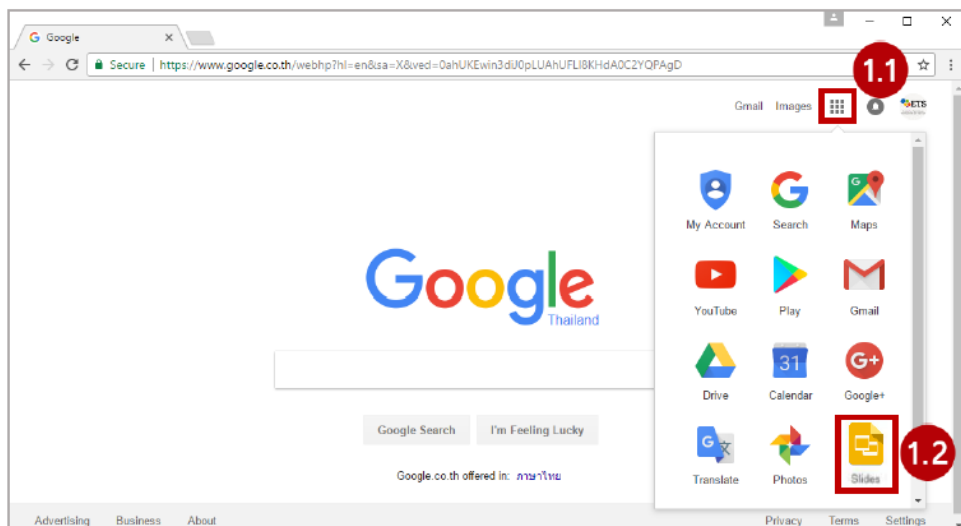 Google
Secure | https://www.google.co.th/webhp?hl=en&sa=X&ved=0ahUKEwin3diJ0pLUAhUFLI8KHdA0C2YQPAgD
1.1
Gmail Images ETS
My Account Search Maps
YouTube Play Gmail
31 G+
Drive Calendar Google+
Google
Thailand
Translate Photos Slides
1.2
Google Search I'm Feeling Lucky
Google.co.th offered in: ภาษาไทย
Advertising Business About Privacy Terms Settings